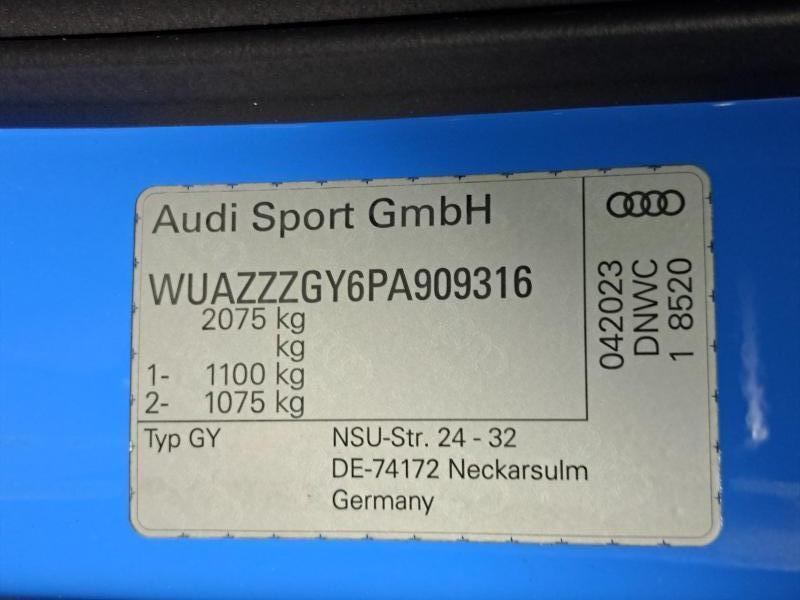 Audi Sport GmbH
WUAZZZGY6PA909316
2075 kg
kg
1- 1100 kg
2- 1075 kg
Typ GY
NSU-Str. 24 - 32
DE-74172 Neckarsulm
Germany
042023
DNWC
1 8520